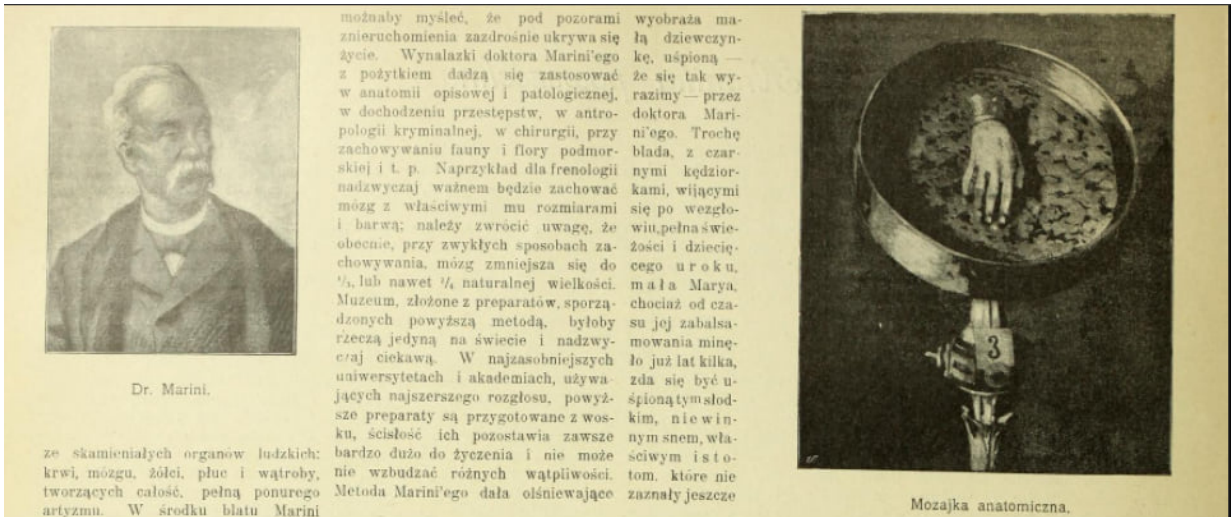 Dr. Marini.
ze skamieniałych organów ludzkich:
krwi, mózgu, żółci, płuc i wątroby,
tworzących całość, pełną ponurego
artyzmu. W środku blatu Marini
możnaby myśleć, że pod pozorami
znieruchomienia zazdrośnie ukrywa się
życie. Wynalazki doktora Marini'ego
z pożytkiem dadzą się zastosować
w anatomii opisowej i patologicznej,
w dochodzeniu przestępstw, w antro-
pologii kryminalnej, w chirurgii, przy
zachowywaniu fauny i flory podmor-
skiej i t. p. Naprzykład dla frenologii
nadzwyczaj ważnem będzie zachować
mózg z właściwymi mu rozmiarami
i barwą; należy zwrócić uwagę, że
obecnie, przy zwykłych sposobach za-
chowywania, mózg zmniejsza się do
lub nawet naturalnej wielkości.
Muzeum, złożone z preparatów, sporzą-
dzonych powyższą metodą, byłoby
rzeczą jedyną na świecie i nadzwy-
czaj ciekawą. W najzasobniejszych
uniwersytetach i akademiach, używa-
jących najszerszego rozgłosu, powyż-
sze preparaty są przygotowane z wos-
ku, ścisłość ich pozostawia zawsze
bardzo dużo do życzenia i nie może
nie wzbudzać różnych wątpliwości.
Metoda Marini'ego dała olśniewające
wyobraża ma-
łą dziewczyn-
kę, uśpioną —
że się tak wy-
razimy — przez
doktora Mari-
ni'ego. Trochę
blada, z czar-
nymi kędzior-
kami, wijącymi
się po wezgło-
wiu, pełna świe-
żości i dziecię-
cego uroku,
mała Marya,
chociaż od cza-
su jej zabalsa-
mowania minę-
ło już lat kilka,
zda się być u-
śpioną tym słod-
kim, niewin-
nym snem, wła-
ściwym isto-
tom, które nie
zaznały jeszcze
3
Mozajka anatomiczna.